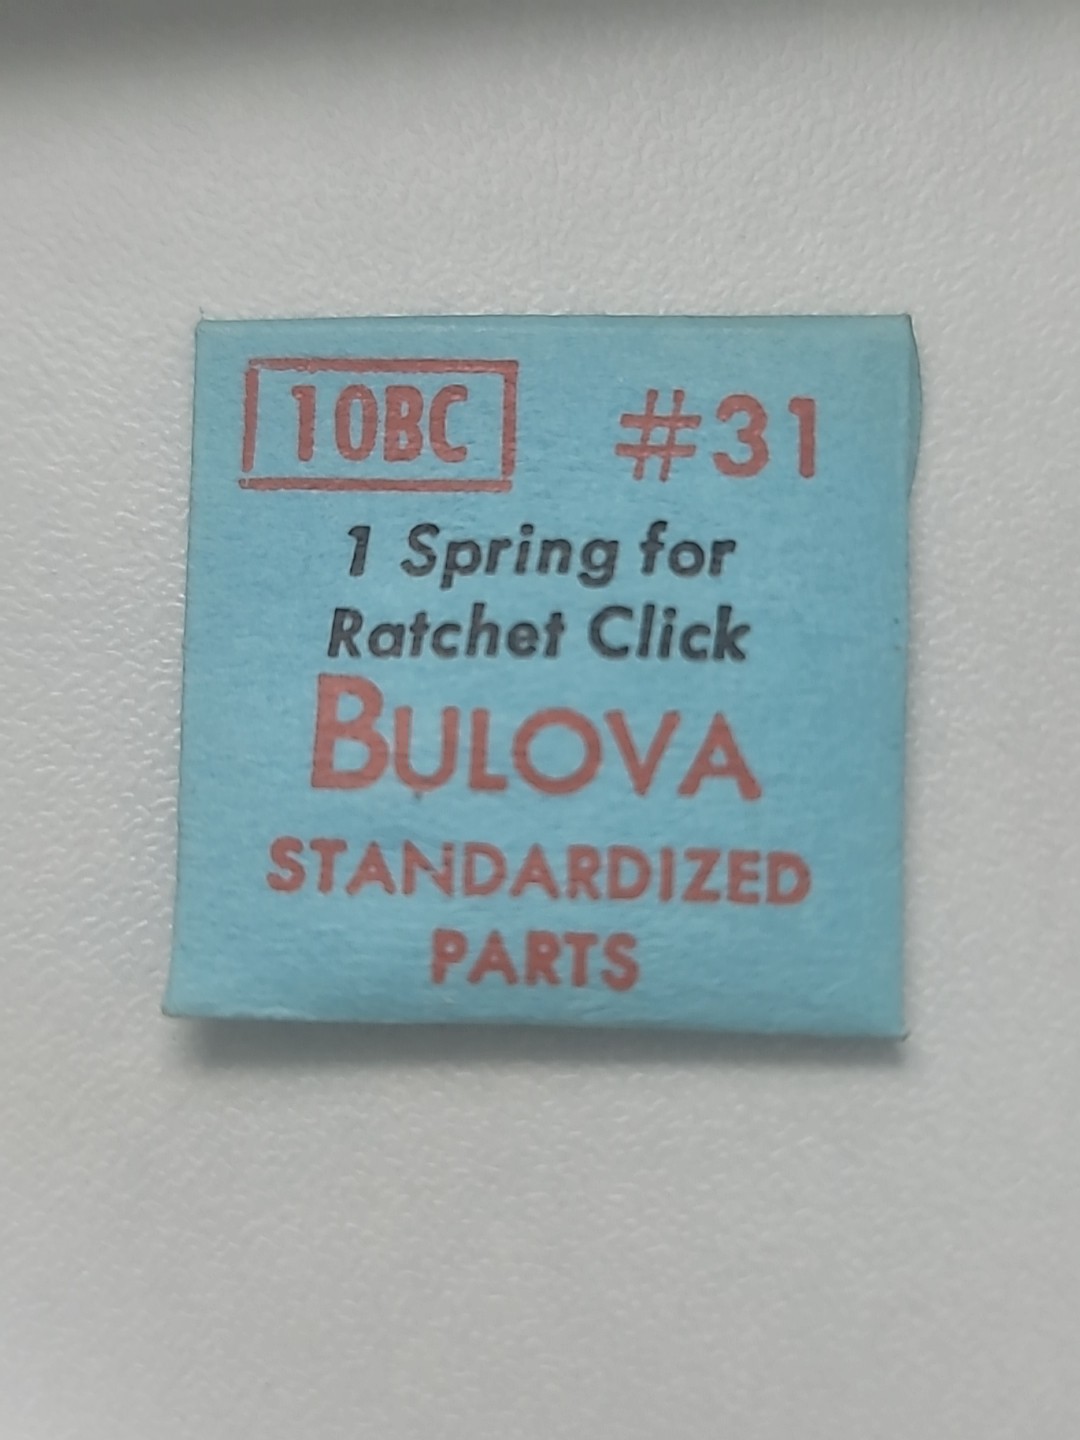 10BC #31
1 Spring for
Ratchet Click
BULOVA
STANDARDIZED
PARTS